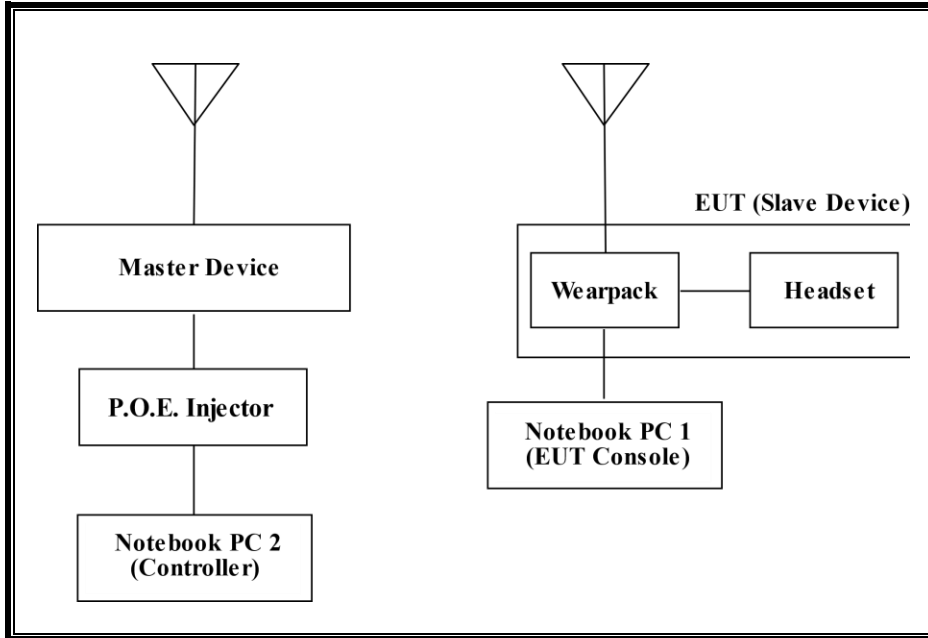 EUT (Slave Device)
Master Device
Wearpack
Headset
P.O.E. Injector
Notebook PC 1
(EUT Console)
Notebook PC 2
(Controller)